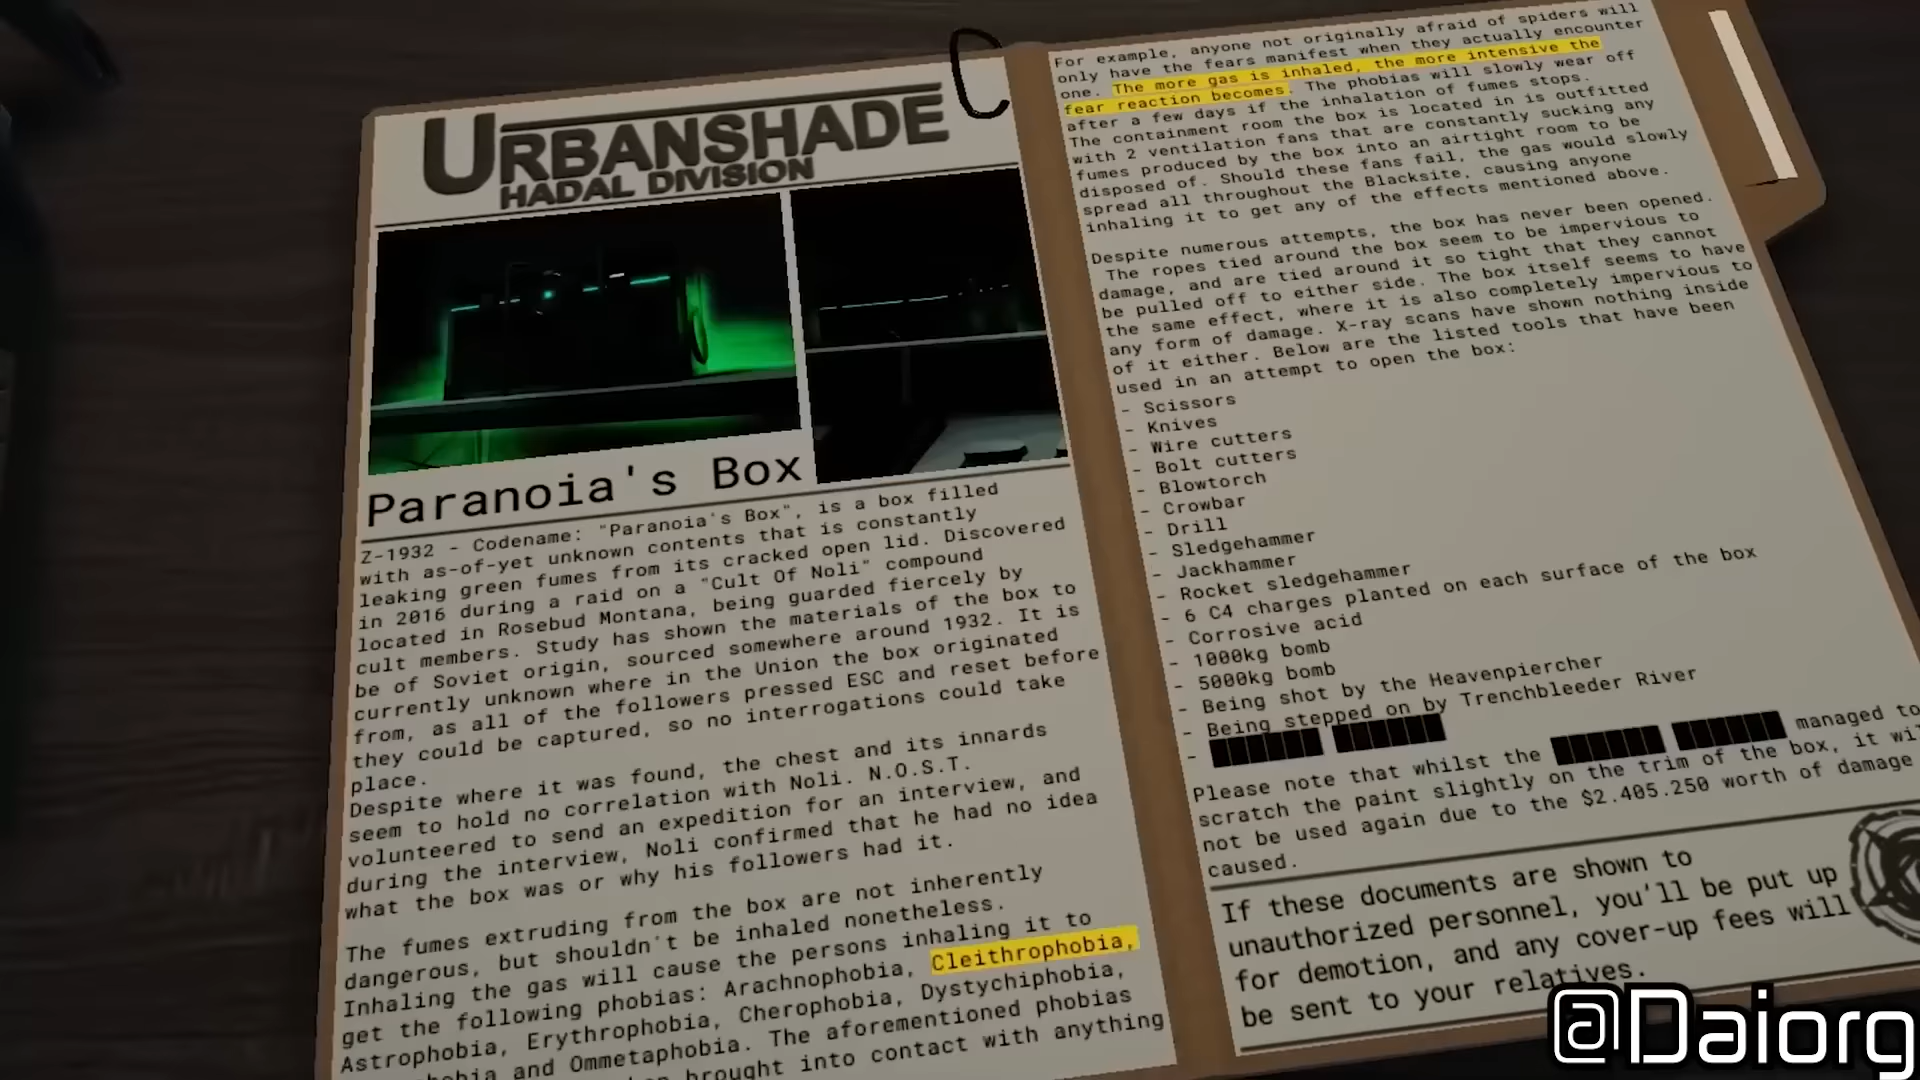 URBANSHADE
HADAL DIVISION
Paranoia's Box
Z-1932 - Codename: "Paranoia's Box", is a box filled
with as-of-yet unknown contents that is constantly
leaking green fumes from its cracked open lid. Discovered
in 2016 during a raid on a "Cult Of Noli" compound
located in Rosebud Montana, being guarded fiercely by
cult members. Study has shown the materials of the box to
be of Soviet origin, sourced somewhere around 1932. It is
currently unknown where in the Union the box originated
from, as all of the followers pressed ESC and reset before
they could be captured, so no interrogations could take
place.
Despite where it was found, the chest and its innards
seem to hold no correlation with Noli. N.O.S.T.
volunteered to send an expedition for an interview, and
during the interview, Noli confirmed that he had no idea
what the box was or why his followers had it.
The fumes extruding from the box are not inherently
dangerous, but shouldn't be inhaled nonetheless.
Inhaling the gas will cause the persons inhaling it to
get the following phobias: Arachnophobia, Cleithrophobia,
Astrophobia, Erythrophobia, Cherophobia, Dystychiphobia,
and Ommetaphobia. The aforementioned phobias
brought into contact with anything
For example, anyone not originally afraid of spiders will
only have the fears manifest when they actually encounter
one. The more gas is inhaled, the more intensive the
fear reaction becomes. The phobias will slowly wear off
after a few days if the inhalation of fumes stops.
The containment room the box is located in is outfitted
with 2 ventilation fans that are constantly sucking any
fumes produced by the box into an airtight room to be
disposed of. Should these fans fail, the gas would slowly
spread all throughout the Blacksite, causing anyone
inhaling it to get any of the effects mentioned above.
Despite numerous attempts, the box has never been opened.
The ropes tied around the box seem to be impervious to
damage, and are tied around it so tight that they cannot
be pulled off to either side. The box itself seems to have
the same effect, where it is also completely impervious to
any form of damage. X-ray scans have shown nothing inside
of it either. Below are the listed tools that have been
used in an attempt to open the box:
- Scissors
- Knives
- Wire cutters
- Bolt cutters
- Blowtorch
- Crowbar
- Drill
- Sledgehammer
- Jackhammer
- Rocket sledgehammer
- 6 C4 charges planted on each surface of the box
- Corrosive acid
- 1000kg bomb
- 5000kg bomb
- Being shot by the Heavenpiercher
- Being stepped on by Trenchbleeder River
-
Please note that whilst the managed to
scratch the paint slightly on the trim of the box, it
not be used again due to the $2.405.250 worth of damage
caused.
If these documents are shown to
unauthorized personnel, you'll be put up
for demotion, and any cover-up fees will
be sent to your relatives.
@Daiorg